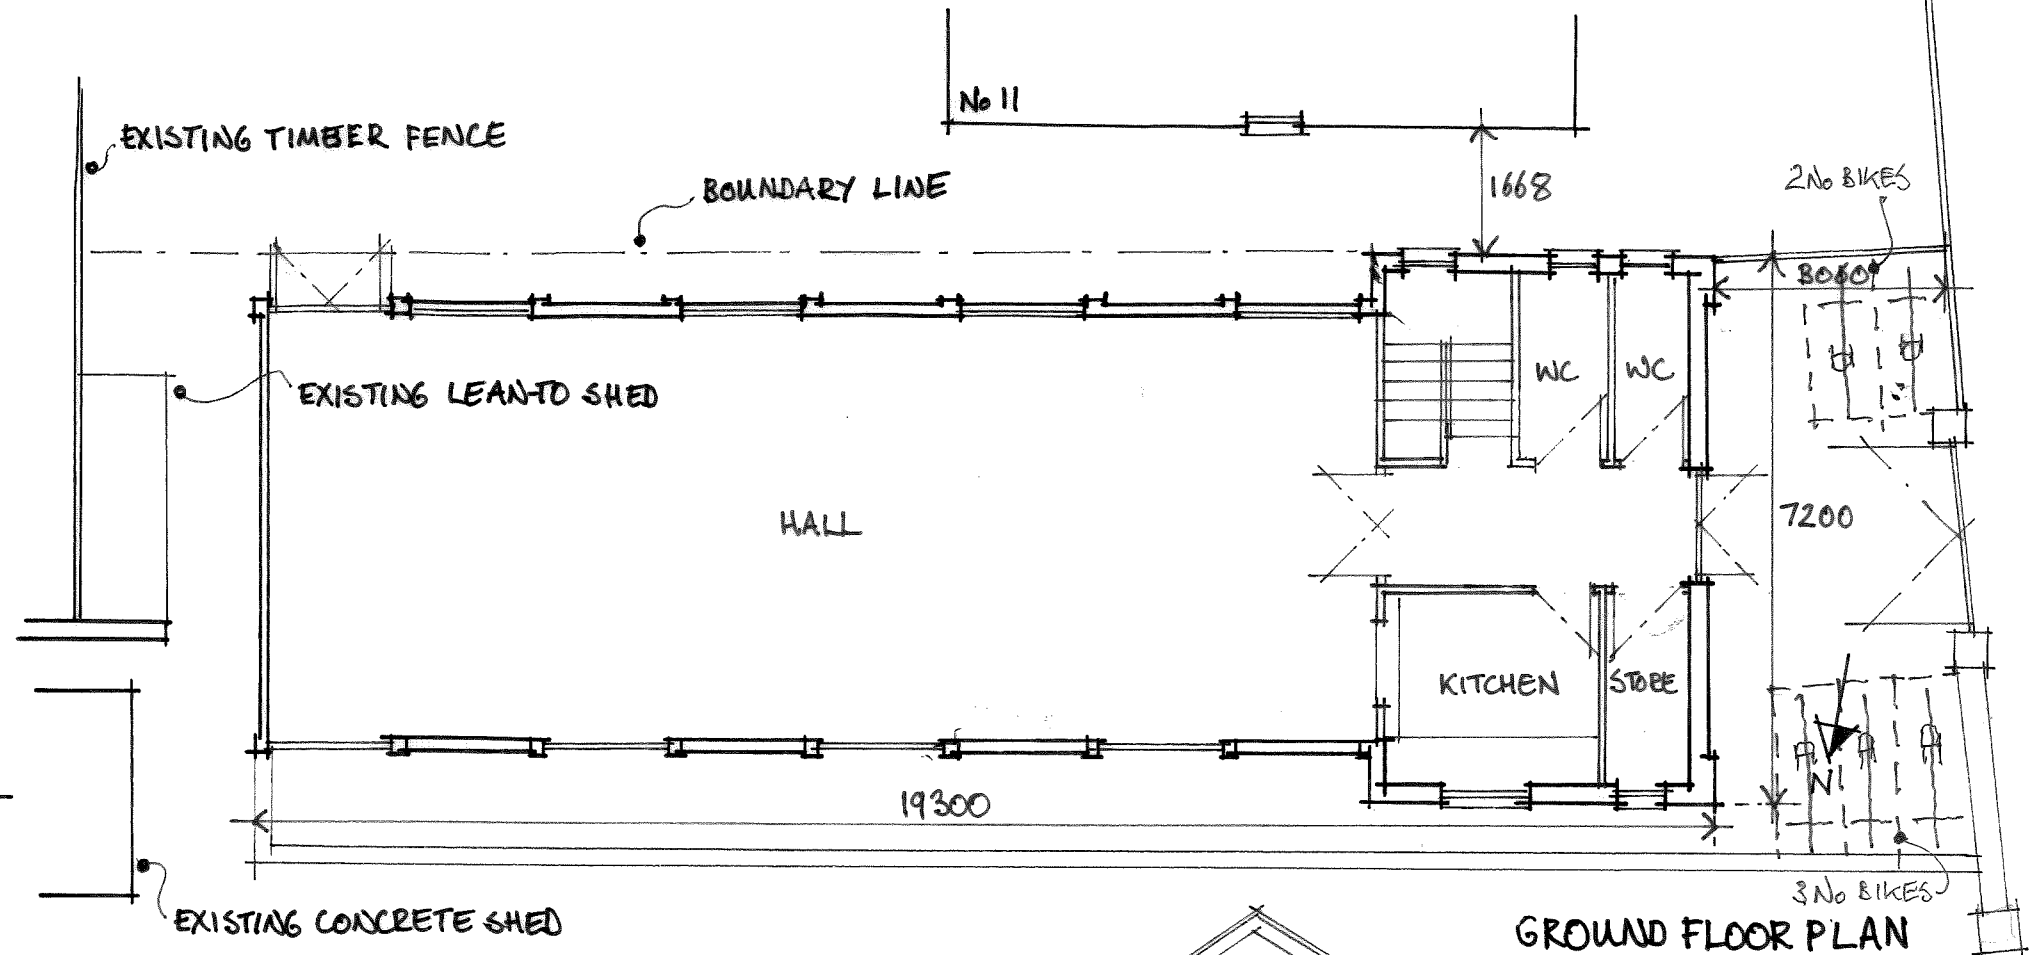 No 11
EXISTING TIMBER FENCE
BOUNDARY LINE
1668
2No BIKES
3000
EXISTING LEAN-TO SHED
WC
WC
HALL
7200
KITCHEN
STORE
N
19300
3No BIKES
EXISTING CONCRETE SHED
GROUND FLOOR PLAN